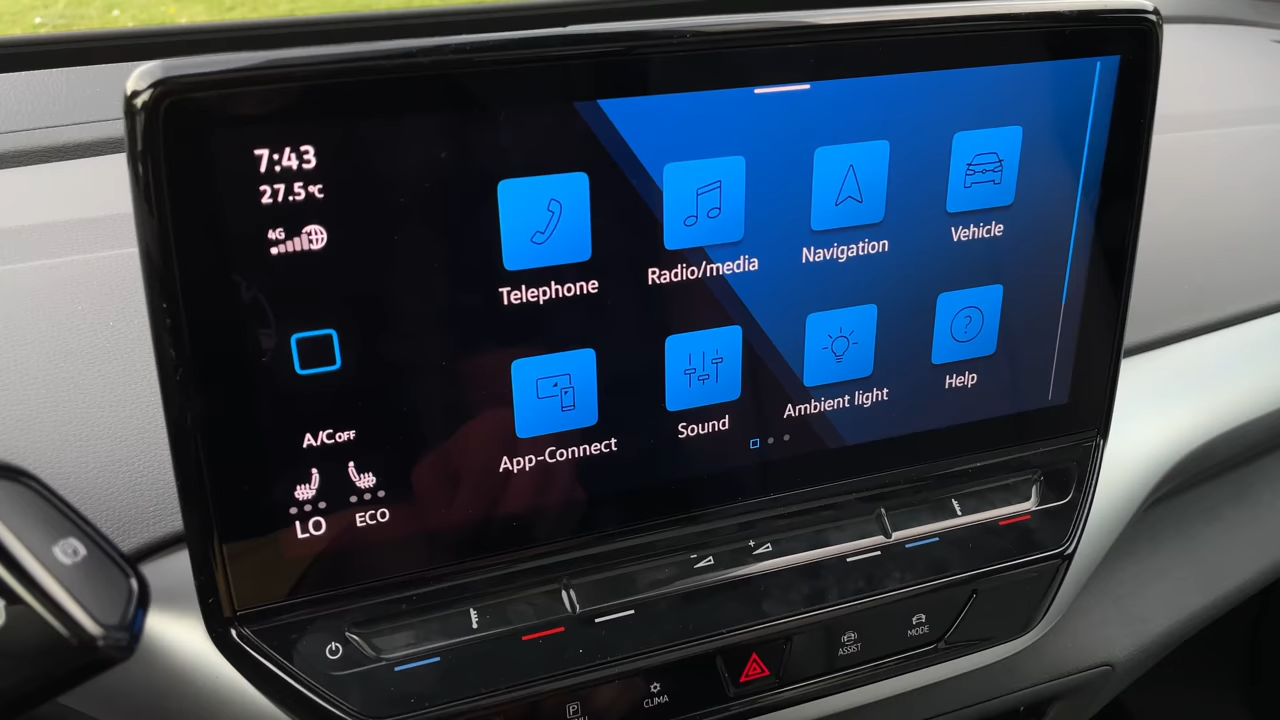 7:43
27.5°C
4G
Telephone
Radio/media
Navigation
Vehicle
App-Connect
Sound
Ambient light
Help
A/C OFF
LO
ECO
P
CLIMA
ASSIST
MODE